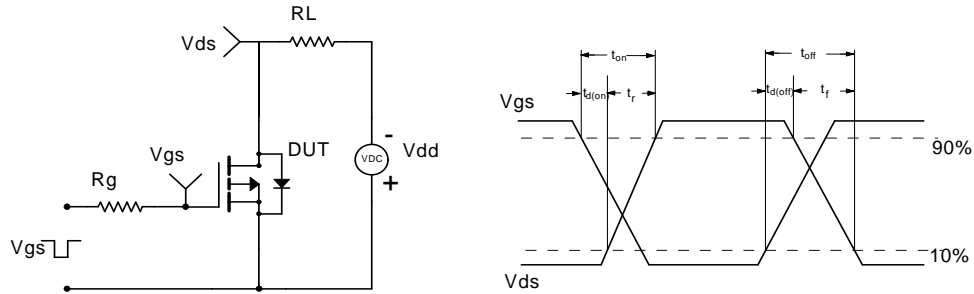 RL
Vds
DUT
-
VDC
Vdd
+
Vgs
Rg
Vgs
ton
toff
td(on)
tr
td(off)
tf
Vgs
90%
10%
Vds